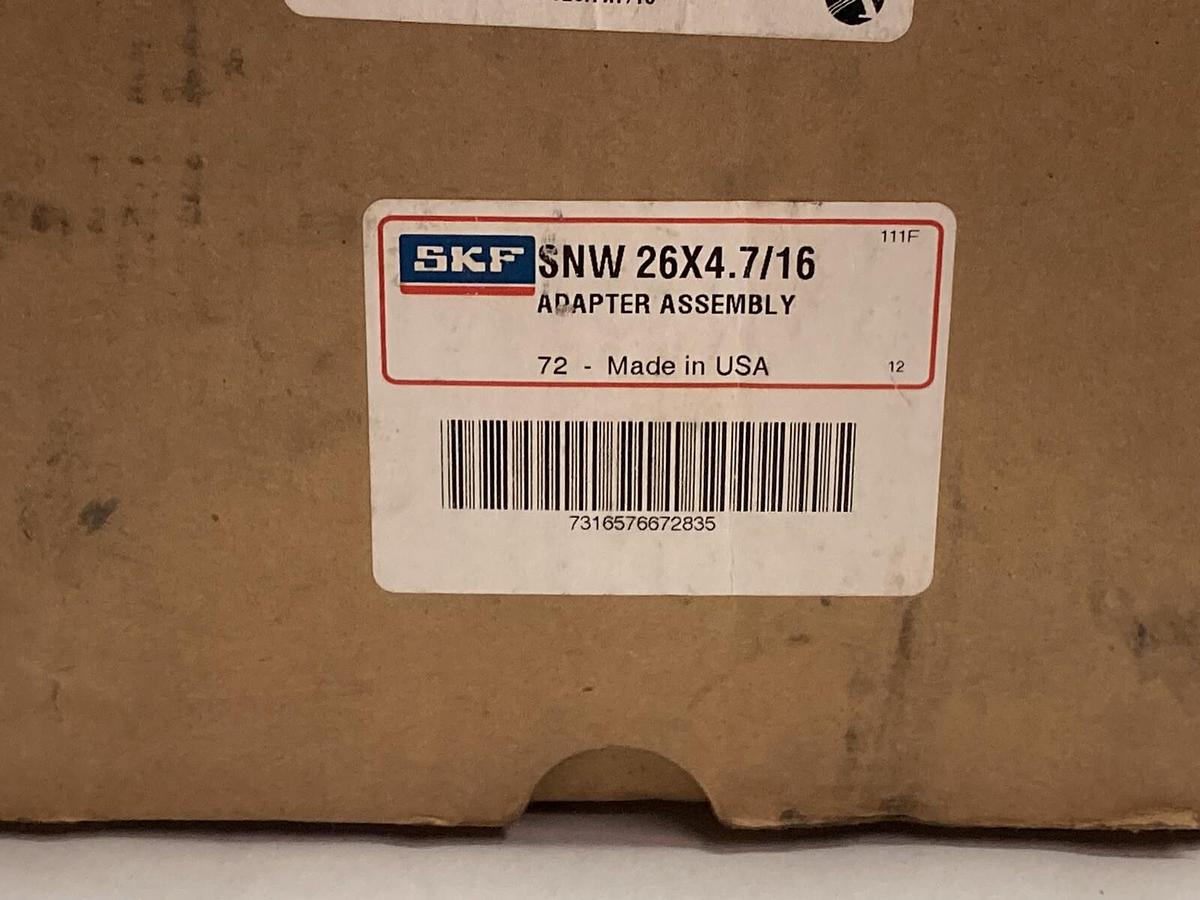 111F
SKF SNW 26X4.7/16
ADAPTER ASSEMBLY
72 - Made in USA 12
7316576672835